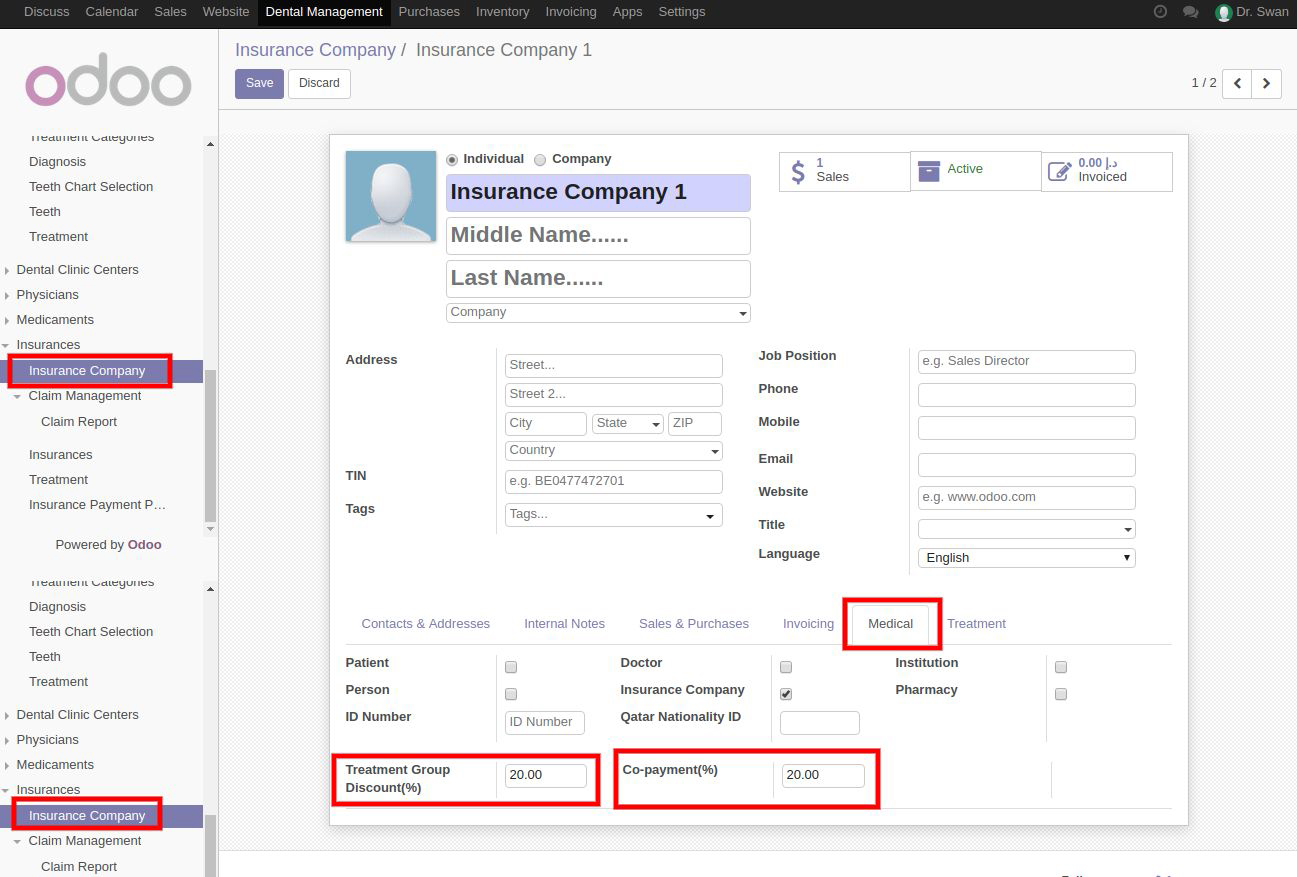 Discuss Calendar Sales Website Dental Management Purchases Inventory Invoicing Apps Settings Dr. Swan
odoo
Treatment Categories
Diagnosis
Teeth Chart Selection
Teeth
Treatment
Dental Clinic Centers
Physicians
Medicaments
Insurances
Insurance Company
Claim Management
Claim Report
Insurances
Treatment
Insurance Payment P…
Powered by Odoo
Treatment Categories
Diagnosis
Teeth Chart Selection
Teeth
Treatment
Dental Clinic Centers
Physicians
Medicaments
Insurances
Insurance Company
Claim Management
Claim Report
Insurance Company / Insurance Company 1
Save Discard
1 / 2
Individual Company
Insurance Company 1
Middle Name......
Last Name......
Company
1
Sales
Active
0.00 د.إ
Invoiced
Address
Street...
Street 2...
City State ZIP
Country
TIN e.g. BE0477472701
Tags Tags...
Job Position e.g. Sales Director
Phone
Mobile
Email
Website e.g. www.odoo.com
Title
Language English
Contacts & Addresses Internal Notes Sales & Purchases Invoicing Medical Treatment
Patient Doctor Institution
Person Insurance Company Pharmacy
ID Number ID Number Qatar Nationality ID
Treatment Group
Discount(%) 20.00
Co-payment(%) 20.00